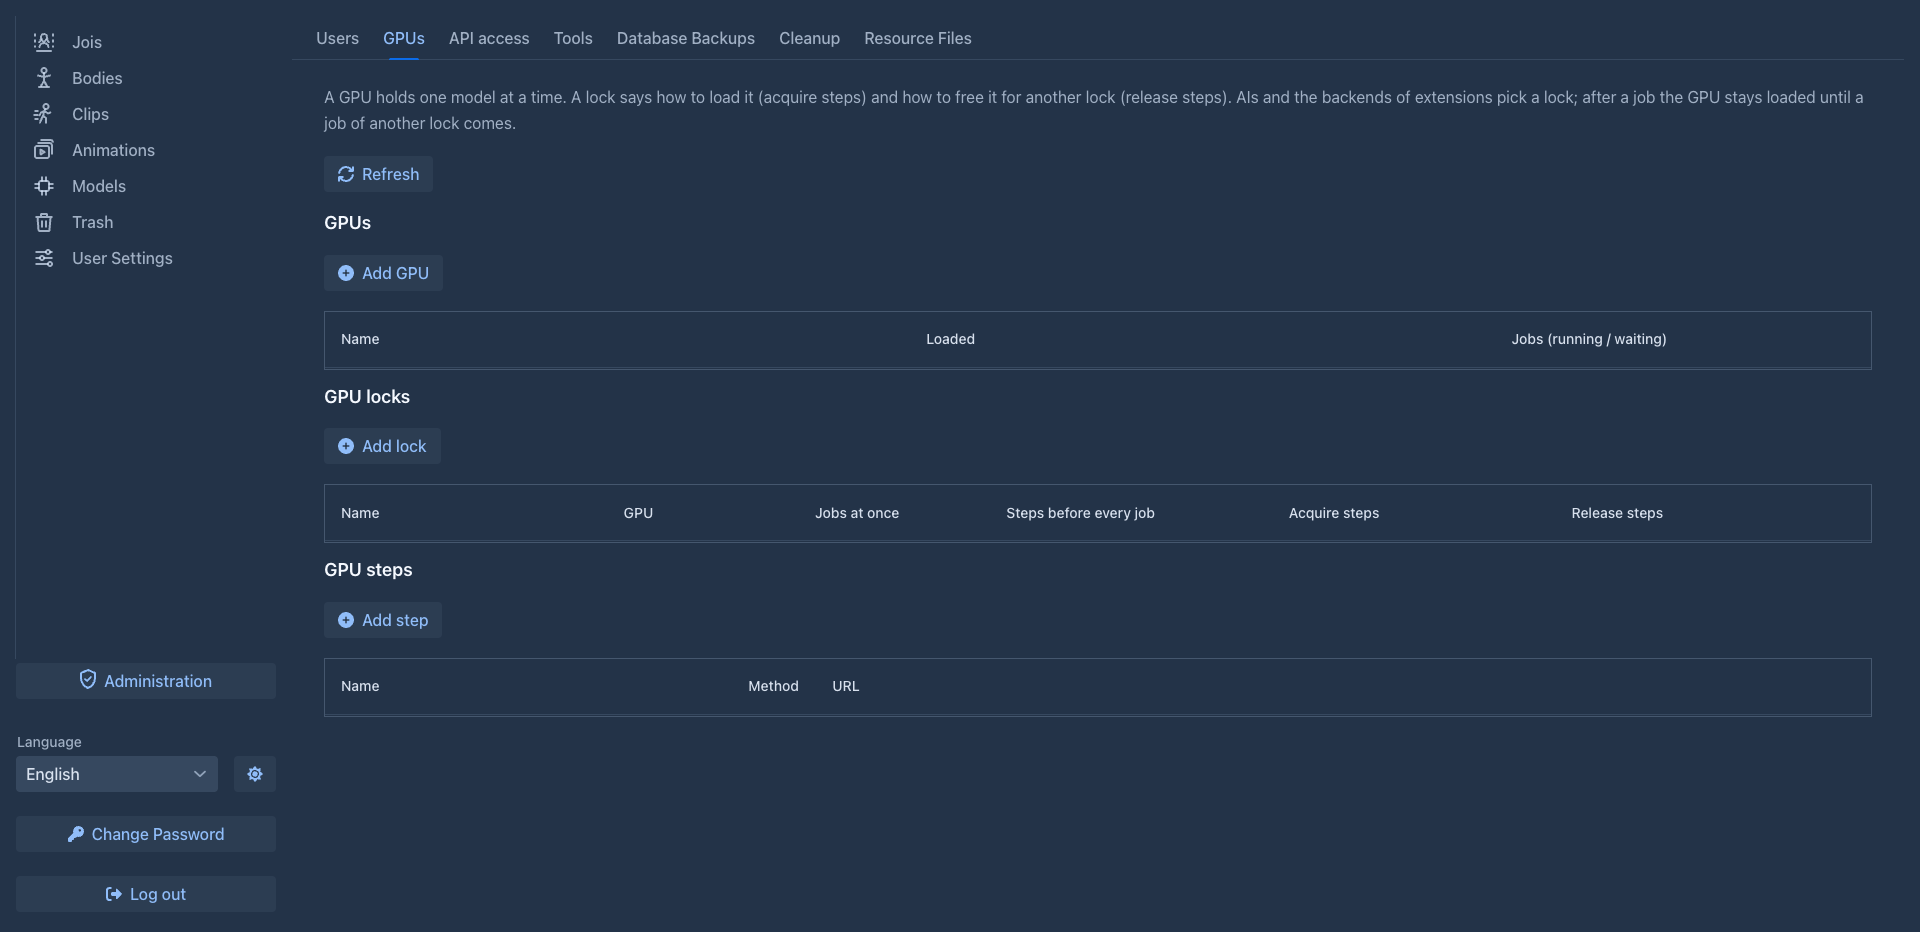 Jois
Bodies
Clips
Animations
Models
Trash
User Settings
Administration
Language
English
Change Password
Log out
Users GPUs API access Tools Database Backups Cleanup Resource Files
A GPU holds one model at a time. A lock says how to load it (acquire steps) and how to free it for another lock (release steps). AIs and the backends of extensions pick a lock; after a job the GPU stays loaded until a
job of another lock comes.
Refresh
GPUs
Add GPU
Name Loaded Jobs (running / waiting)
GPU locks
Add lock
Name GPU Jobs at once Steps before every job Acquire steps Release steps
GPU steps
Add step
Name Method URL